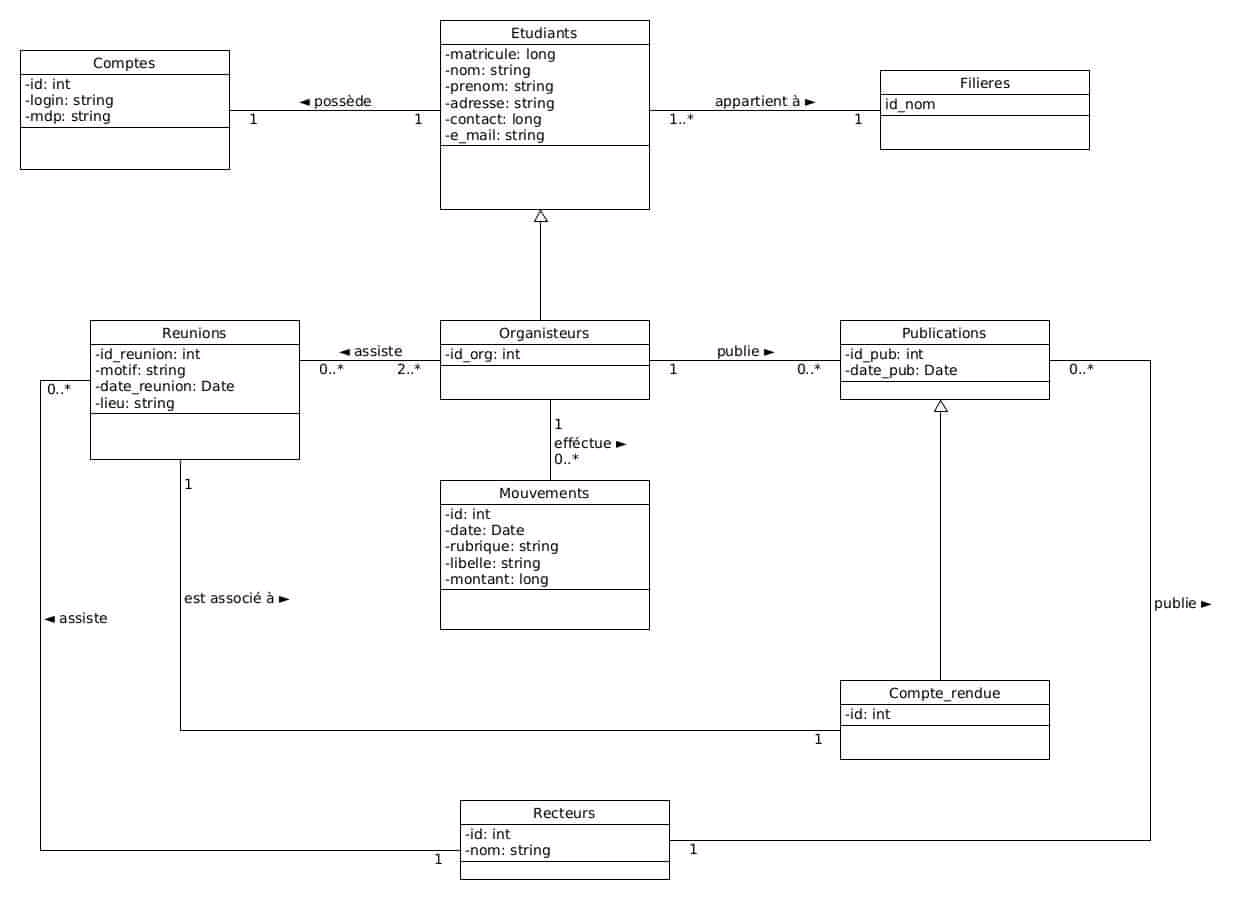 Etudiants
-matricule: long
-nom: string
-prenom: string
-adresse: string
-contact: long
-e_mail: string
Comptes
-id: int
-login: string
-mdp: string
◄ possède
1
1
appartient à ►
1..*
1
Filieres
id_nom
Reunions
-id_reunion: int
-motif: string
-date_reunion: Date
-lieu: string
◄ assiste
0..*
2..*
Organisteurs
-id_org: int
publie ►
1
0..*
Publications
-id_pub: int
-date_pub: Date
0..*
0..*
1
efféctue ►
0..*
Mouvements
-id: int
-date: Date
-rubrique: string
-libelle: string
-montant: long
1
est associé à ►
◄ assiste
publie ►
Compte_rendue
-id: int
1
Recteurs
-id: int
-nom: string
1
1